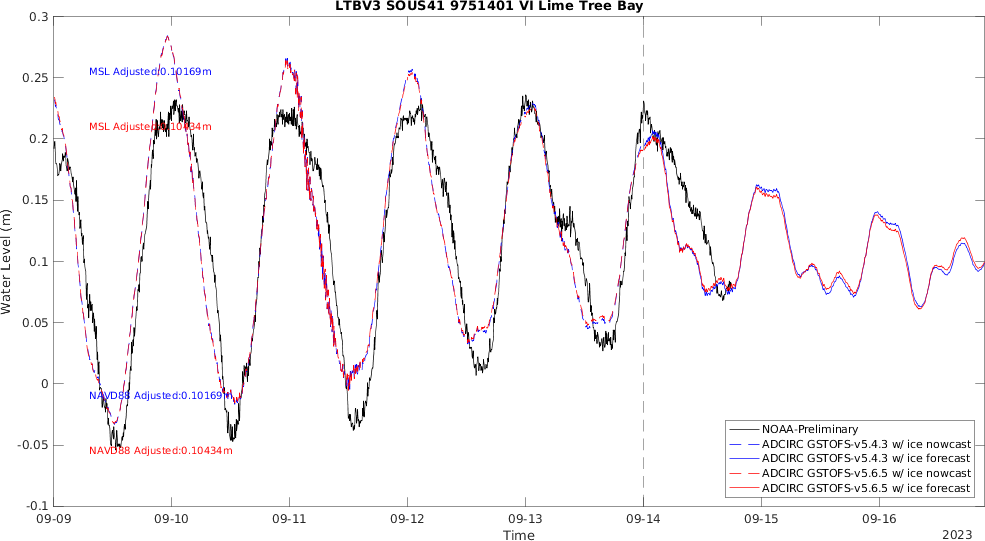 LTBV3 SOUS41 9751401 VI Lime Tree Bay
0.3
0.25
0.2
0.15
0.1
0.05
0
-0.05
-0.1
Water Level (m)
MSL Adjusted:0.10169m
MSL Adjusted:0.10434m
NAVD88 Adjusted:0.10169m
NAVD88 Adjusted:0.10434m
NOAA-Preliminary
ADCIRC GSTOFS-v5.4.3 w/ ice nowcast
ADCIRC GSTOFS-v5.4.3 w/ ice forecast
ADCIRC GSTOFS-v5.6.5 w/ ice nowcast
ADCIRC GSTOFS-v5.6.5 w/ ice forecast
09-09 09-10 09-11 09-12 09-13 09-14 09-15 09-16
Time
2023